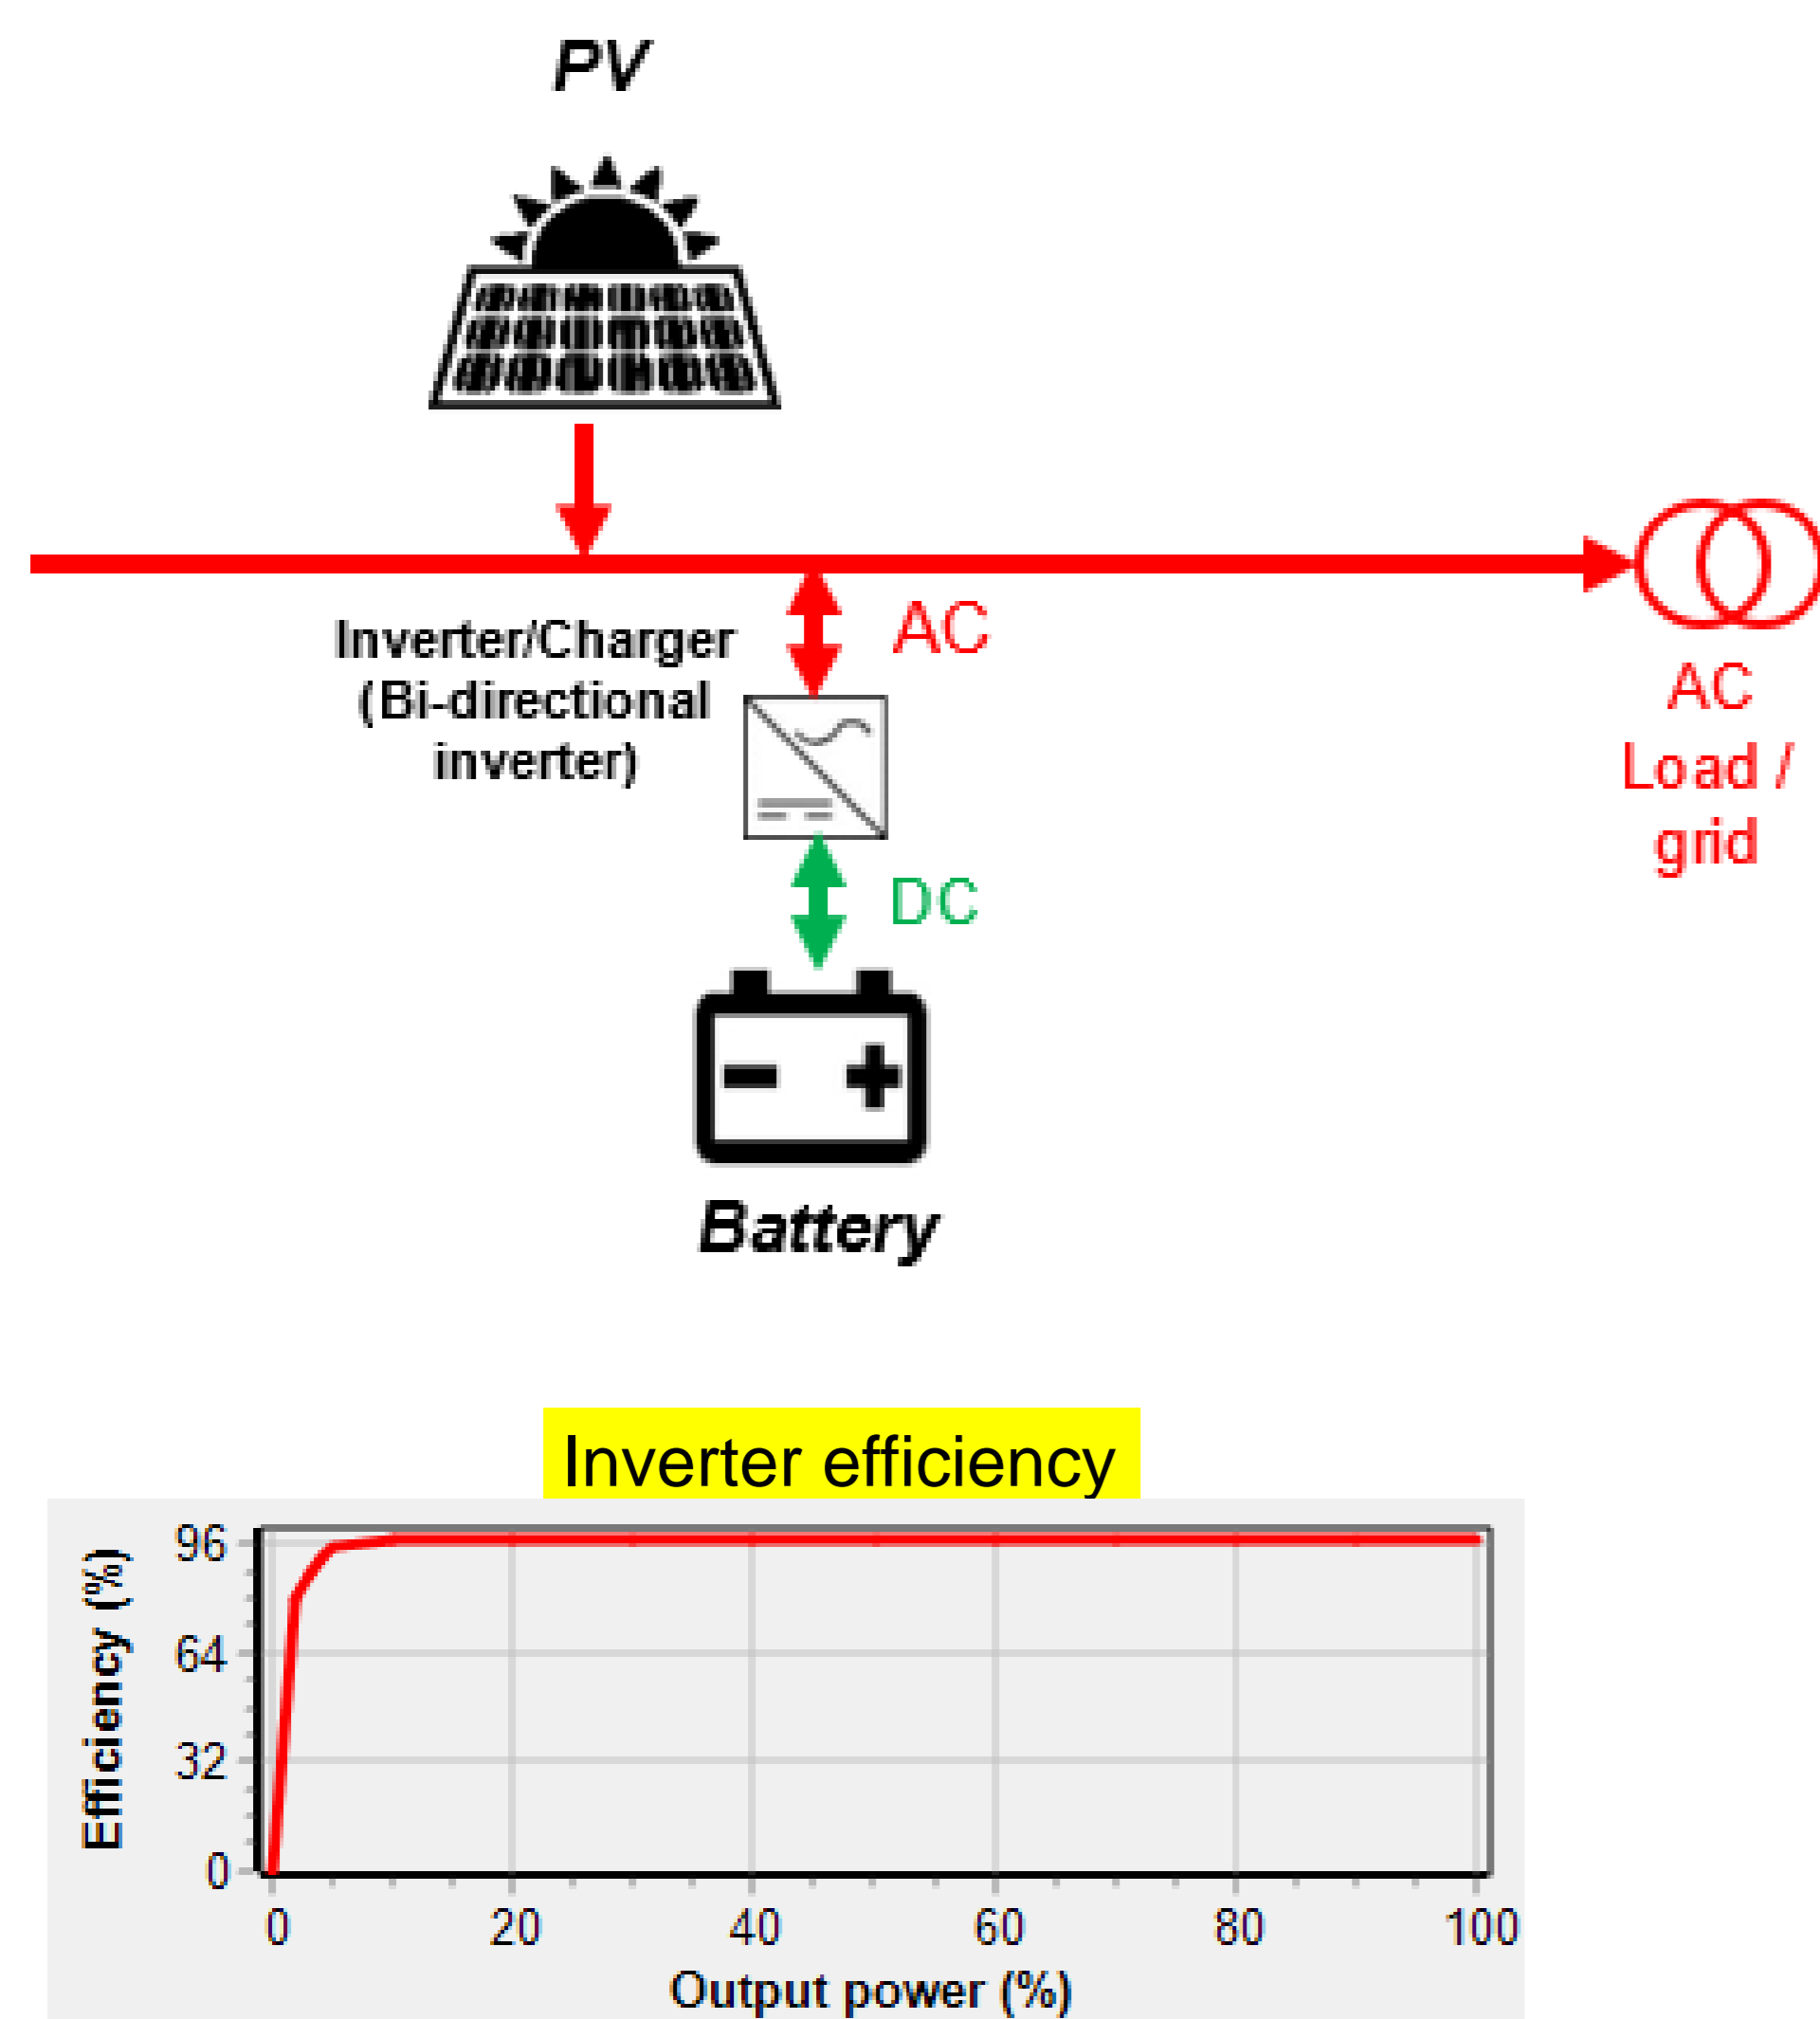 PV
Inverter/Charger
(Bi-directional
inverter)
AC
AC
Load /
grid
DC
Battery
Inverter efficiency
Efficiency (%)
96
64
32
0
0 20 40 60 80 100
Output power (%)